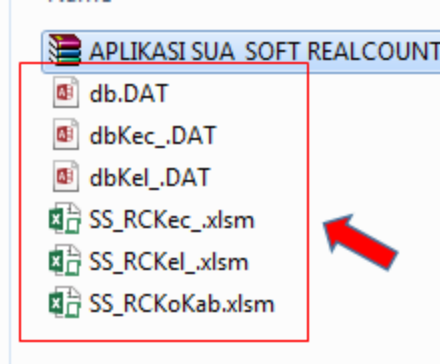 APLIKASI SUA SOFT REALCOUNT
db.DAT
dbKec_.DAT
dbKel_.DAT
SS_RCKec_.xlsm
SS_RCKel_.xlsm
SS_RCKoKab.xlsm